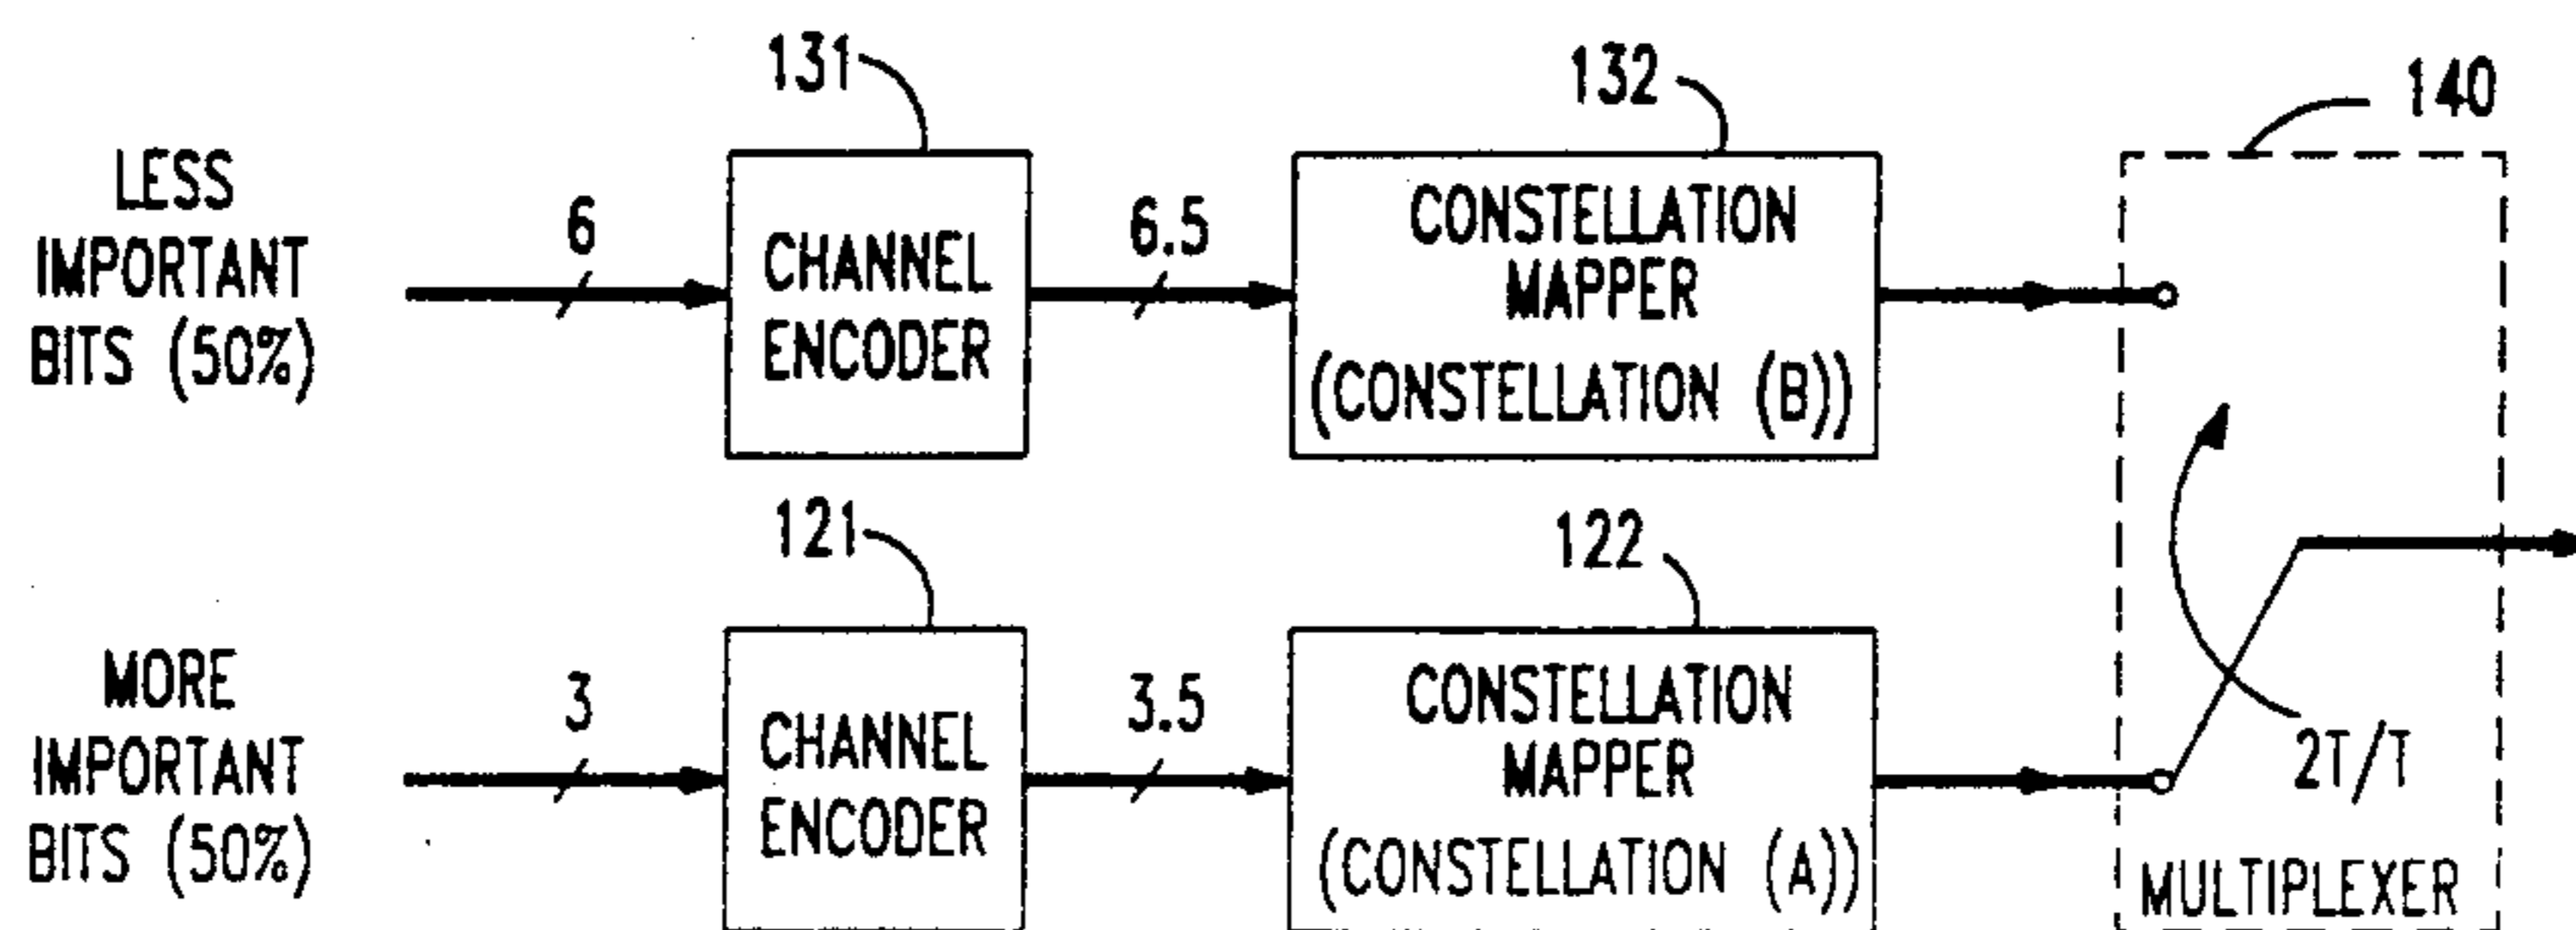 131
132
140
LESS
IMPORTANT
BITS (50%)
6
CHANNEL
ENCODER
6.5
CONSTELLATION
MAPPER
(CONSTELLATION (B))
121
122
MORE
IMPORTANT
BITS (50%)
3
CHANNEL
ENCODER
3.5
CONSTELLATION
MAPPER
(CONSTELLATION (A))
2T/T
MULTIPLEXER